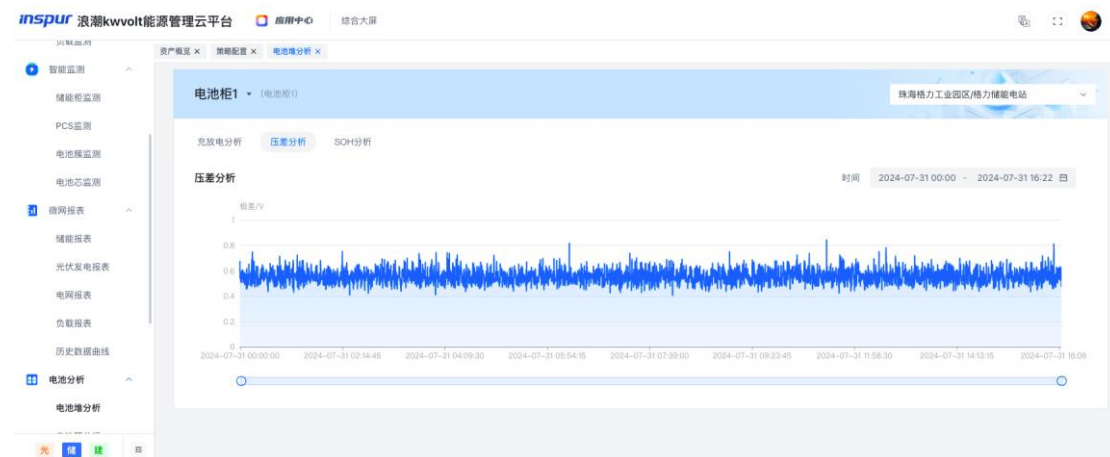 inspur 浪潮kwvolt能源管理云平台 应用中心 综合大屏
负载监测
智能监测
储能柜监测
PCS监测
电池簇监测
电池芯监测
微网报表
储能报表
光伏发电报表
电网报表
负载报表
历史数据曲线
电池分析
电池堆分析
光 储 建
资产概览 × 策略配置 × 电池堆分析 ×
电池柜1 (电池柜1) 珠海格力工业园区/格力储能电站
充放电分析 压差分析 SOH分析
压差分析 时间 2024-07-31 00:00 - 2024-07-31 16:22
极差/V
1
0.8
0.6
0.4
0.2
0
2024-07-31 00:00:00 2024-07-31 02:14:45 2024-07-31 04:09:30 2024-07-31 05:54:15 2024-07-31 07:39:00 2024-07-31 09:23:45 2024-07-31 11:58:30 2024-07-31 14:13:15 2024-07-31 16:08